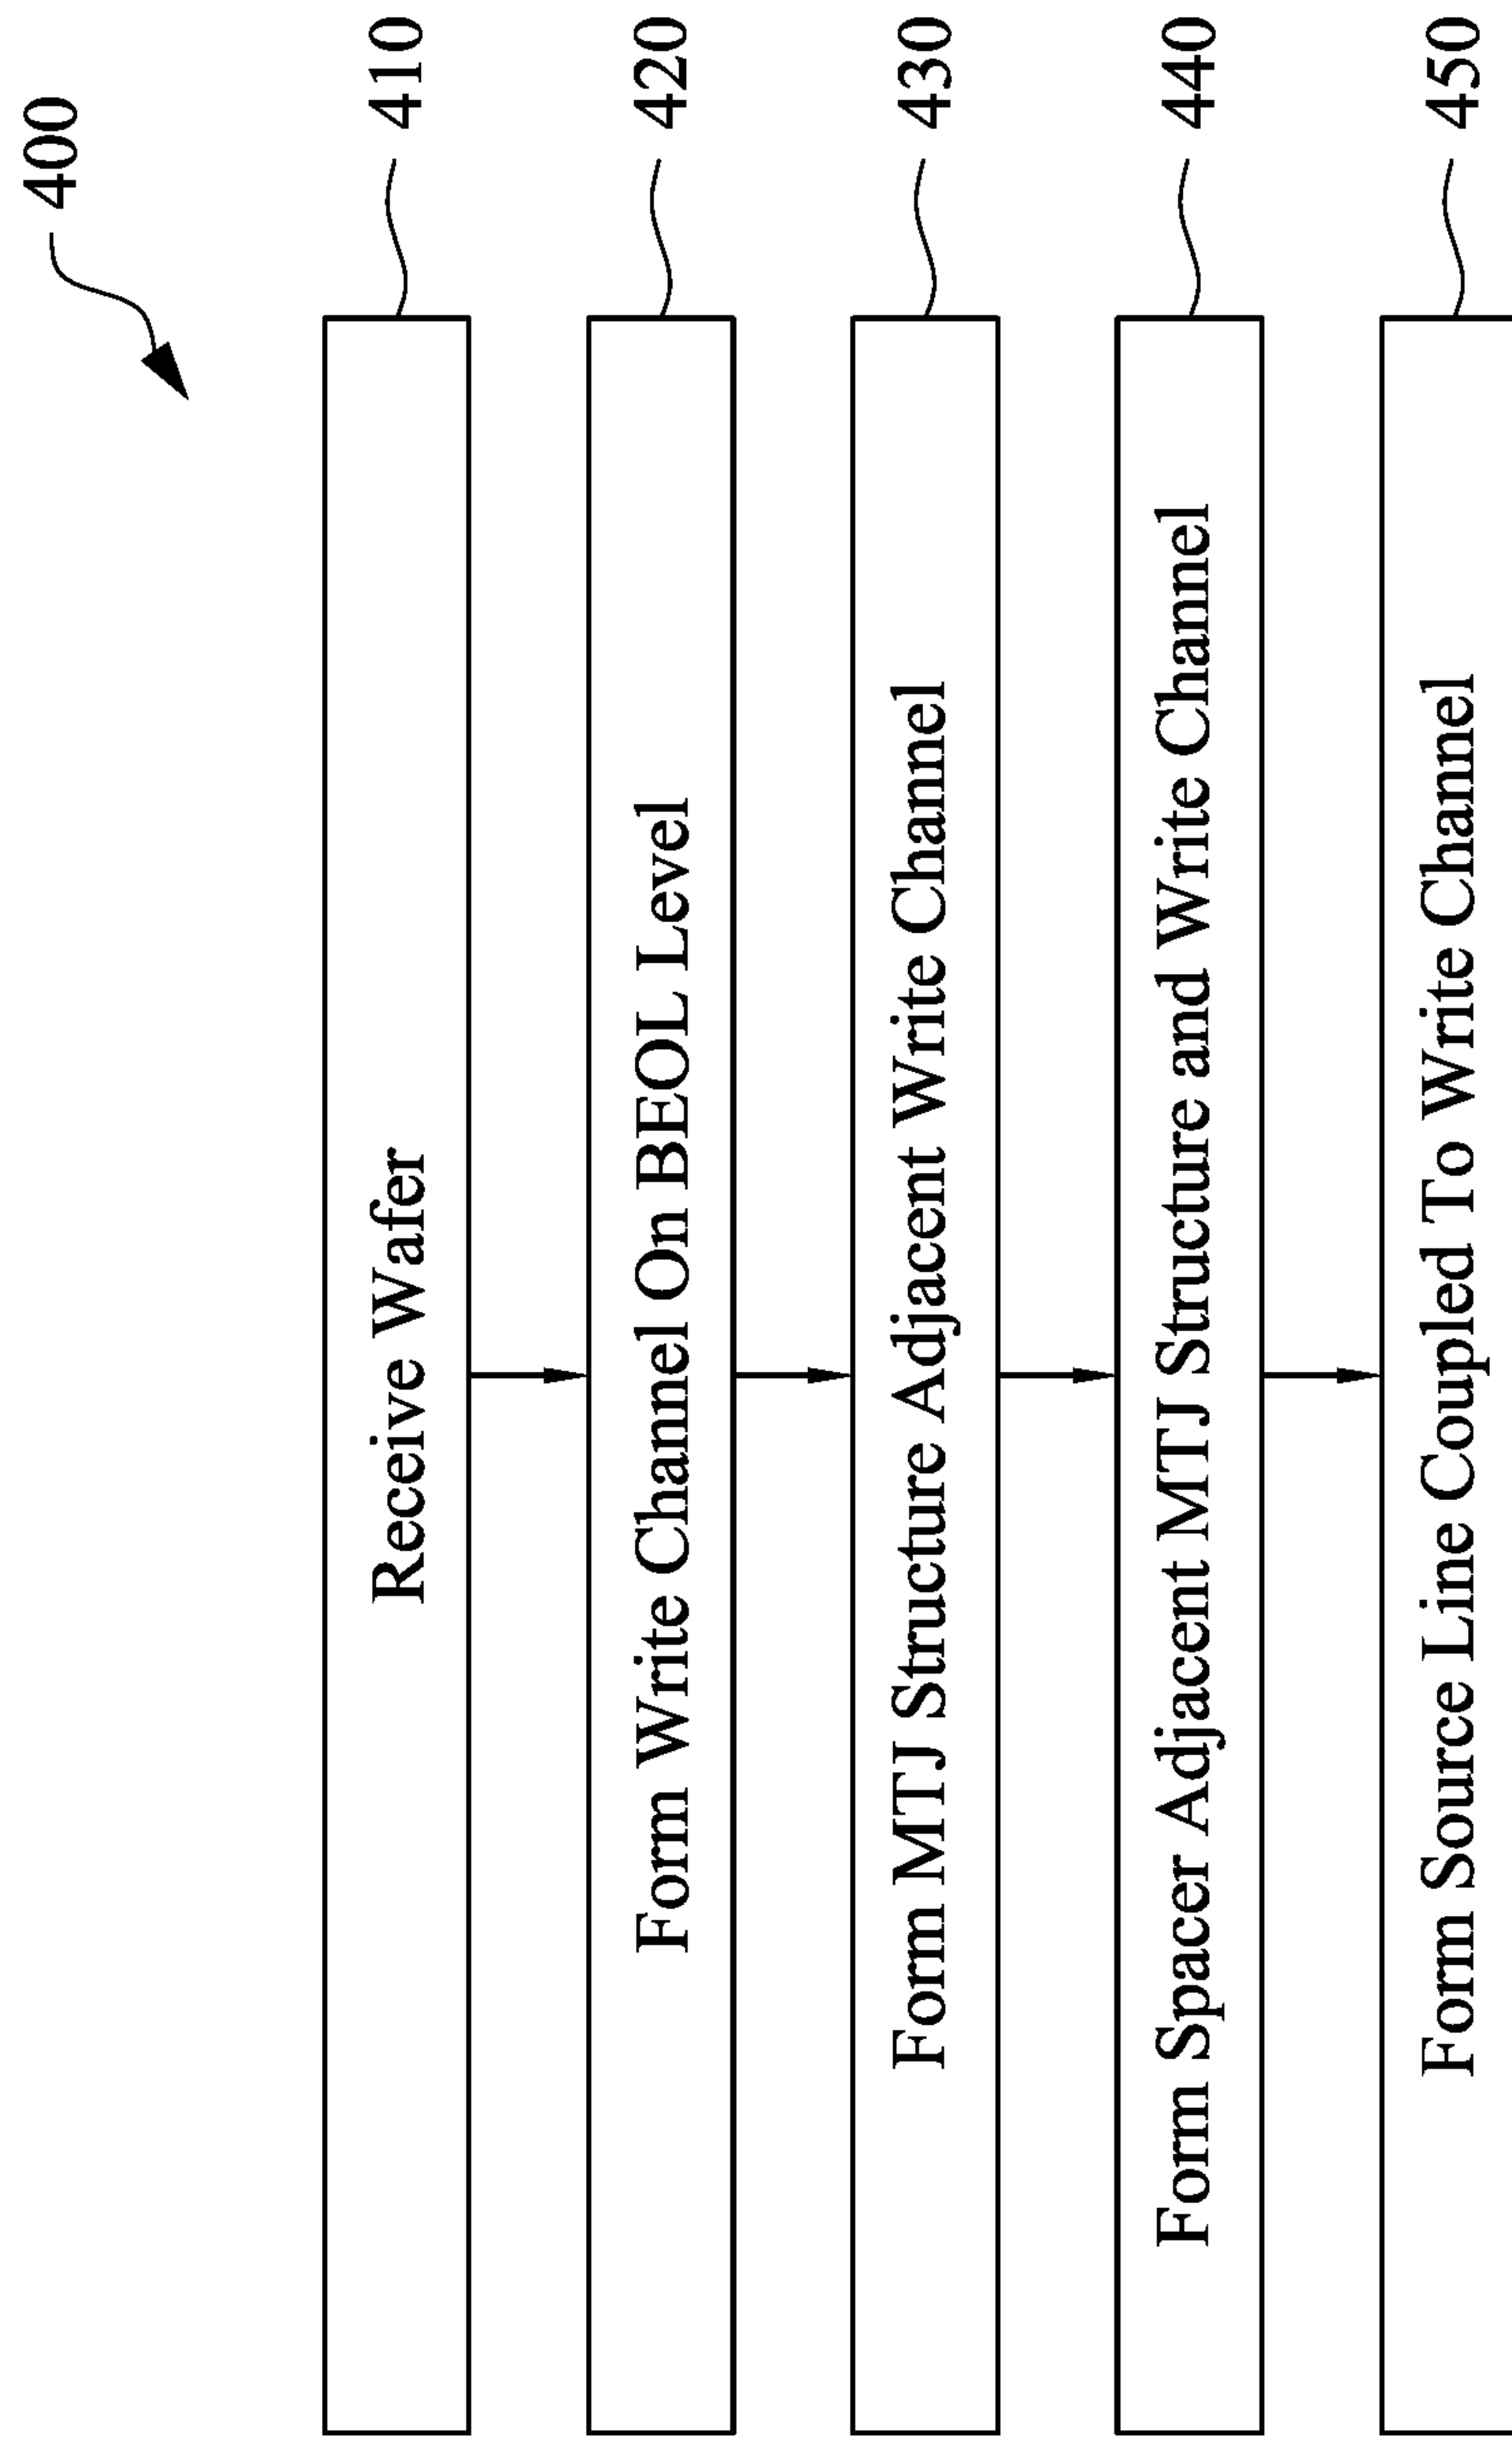 400
Receive Wafer
410
Form Write Channel On BEOL Level
420
Form MTJ Structure Adjacent Write Channel
430
Form Spacer Adjacent MTJ Structure and Write Channel
440
Form Source Line Coupled To Write Channel
450